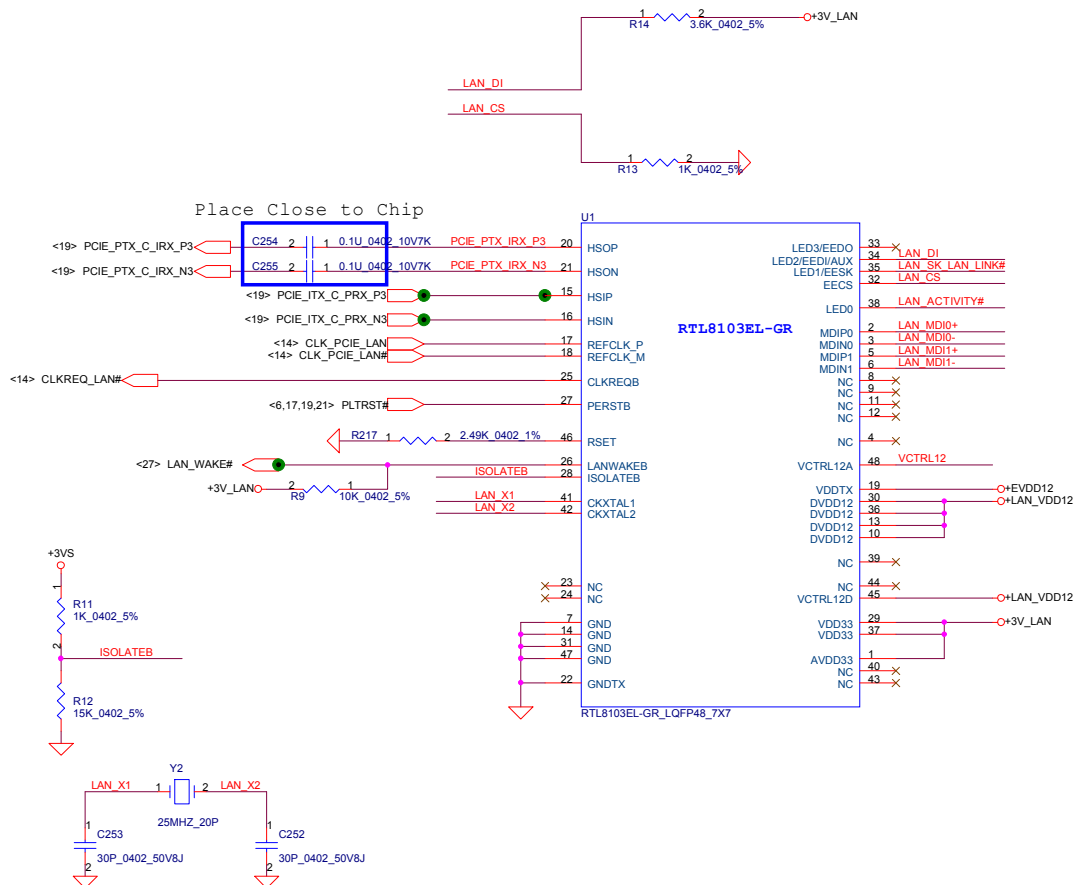 1 2 +3V_LAN
R14 3.6K_0402_5%
LAN_DI
LAN_CS
1 2
R13 1K_0402_5%
Place Close to Chip
U1
<19> PCIE_PTX_C_IRX_P3 C254 2 1 0.1U_0402_10V7K PCIE_PTX_IRX_P3 20 HSOP
<19> PCIE_PTX_C_IRX_N3 C255 2 1 0.1U_0402_10V7K PCIE_PTX_IRX_N3 21 HSON
<19> PCIE_ITX_C_PRX_P3 15 HSIP
<19> PCIE_ITX_C_PRX_N3 16 HSIN
<14> CLK_PCIE_LAN 17 REFCLK_P
<14> CLK_PCIE_LAN# 18 REFCLK_M
<14> CLKREQ_LAN# 25 CLKREQB
<6,17,19,21> PLTRST# 27 PERSTB
R217 1 2 2.49K_0402_1% 46 RSET
<27> LAN_WAKE# 26 LANWAKEB
ISOLATEB 28 ISOLATEB
+3V_LAN 2 1
R9 10K_0402_5%
LAN_X1 41 CKXTAL1
LAN_X2 42 CKXTAL2
23 NC
24 NC
7 GND
14 GND
31 GND
47 GND
22 GNDTX
RTL8103EL-GR
LED3/EEDO 33
LED2/EEDI/AUX 34 LAN_DI
LED1/EESK 35 LAN_SK_LAN_LINK#
EECS 32 LAN_CS
LED0 38 LAN_ACTIVITY#
MDIP0 2 LAN_MDI0+
MDIN0 3 LAN_MDI0-
MDIP1 5 LAN_MDI1+
MDIN1 6 LAN_MDI1-
NC 8
NC 9
NC 11
NC 12
NC 4
VCTRL12A 48 VCTRL12
VDDTX 19 +EVDD12
DVDD12 30 +LAN_VDD12
DVDD12 36
DVDD12 13
DVDD12 10
NC 39
NC 44
VCTRL12D 45 +LAN_VDD12
VDD33 29 +3V_LAN
VDD33 37
AVDD33 1
NC 40
NC 43
RTL8103EL-GR_LQFP48_7X7
+3VS
1
R11
1K_0402_5%
2
ISOLATEB
R12
15K_0402_5%
Y2
LAN_X1 1 2 LAN_X2
25MHZ_20P
1 C253
30P_0402_50V8J
2
1 C252
30P_0402_50V8J
2